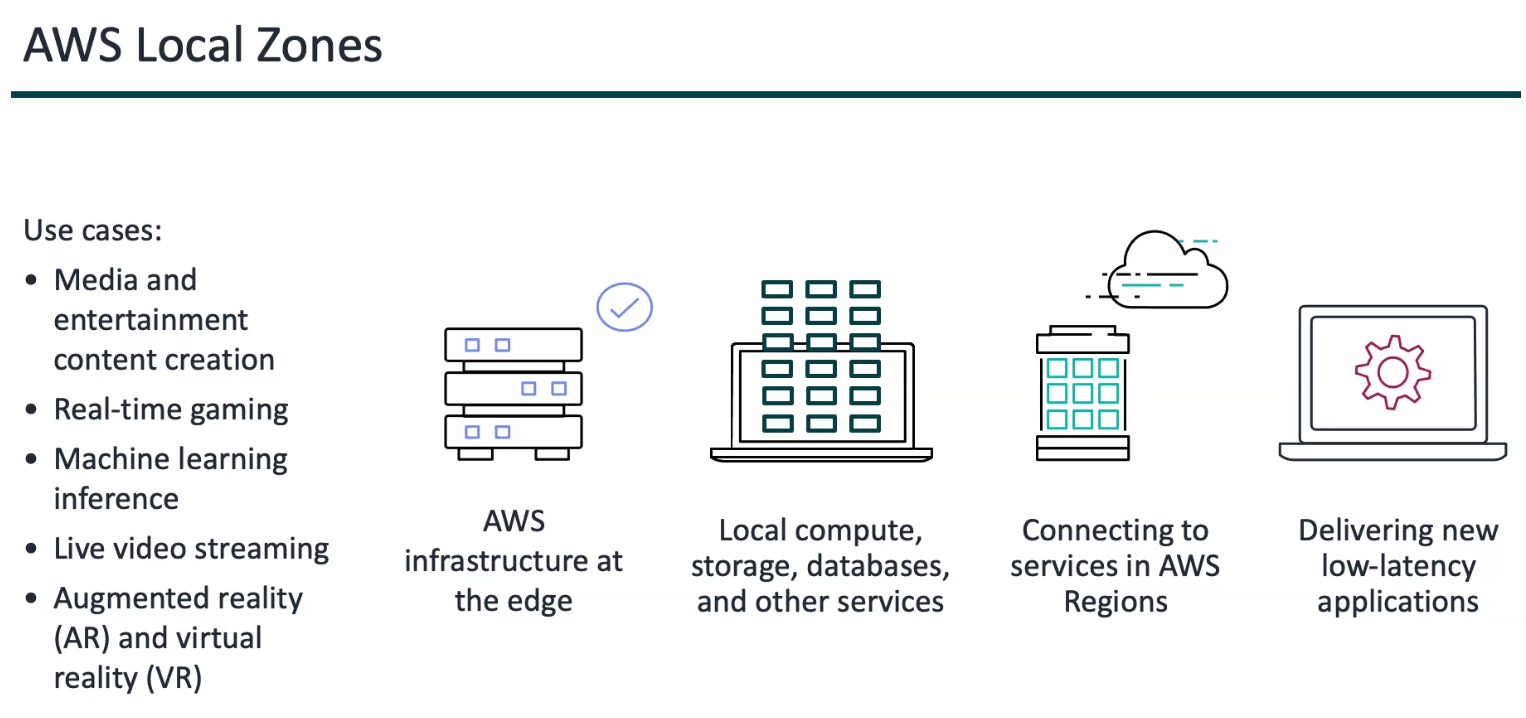 AWS Local Zones
Use cases:
• Media and
entertainment
content creation
• Real-time gaming
• Machine learning
inference
• Live video streaming
• Augmented reality
(AR) and virtual
reality (VR)
AWS
infrastructure at
the edge
Local compute,
storage, databases,
and other services
Connecting to
services in AWS
Regions
Delivering new
low-latency
applications